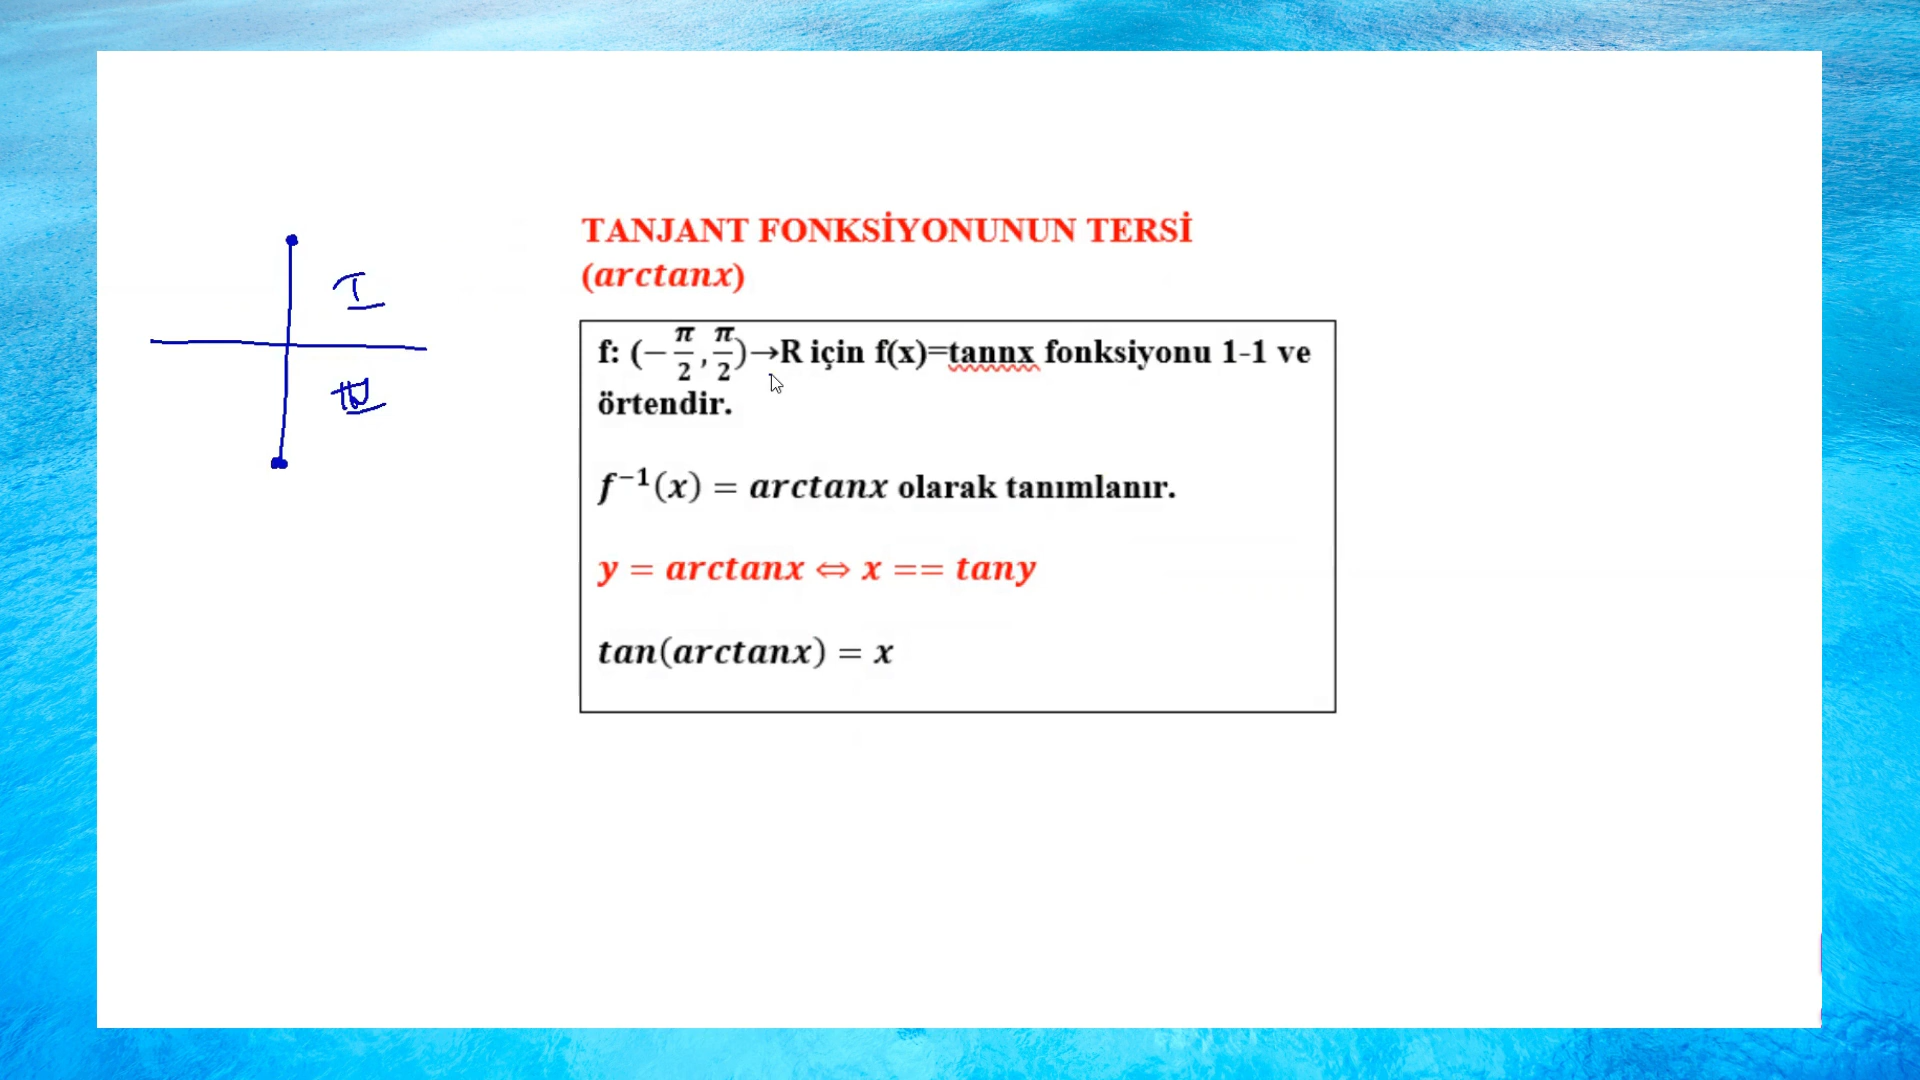 TANJANT FONKSİYONUNUN TERSİ
(arctanx)
I
IV
f: (−π/2, π/2)→R için f(x)=tannx fonksiyonu 1-1 ve
örtendir.
f⁻¹(x) = arctanx olarak tanımlanır.
y = arctanx ⇔ x == tany
tan(arctanx) = x